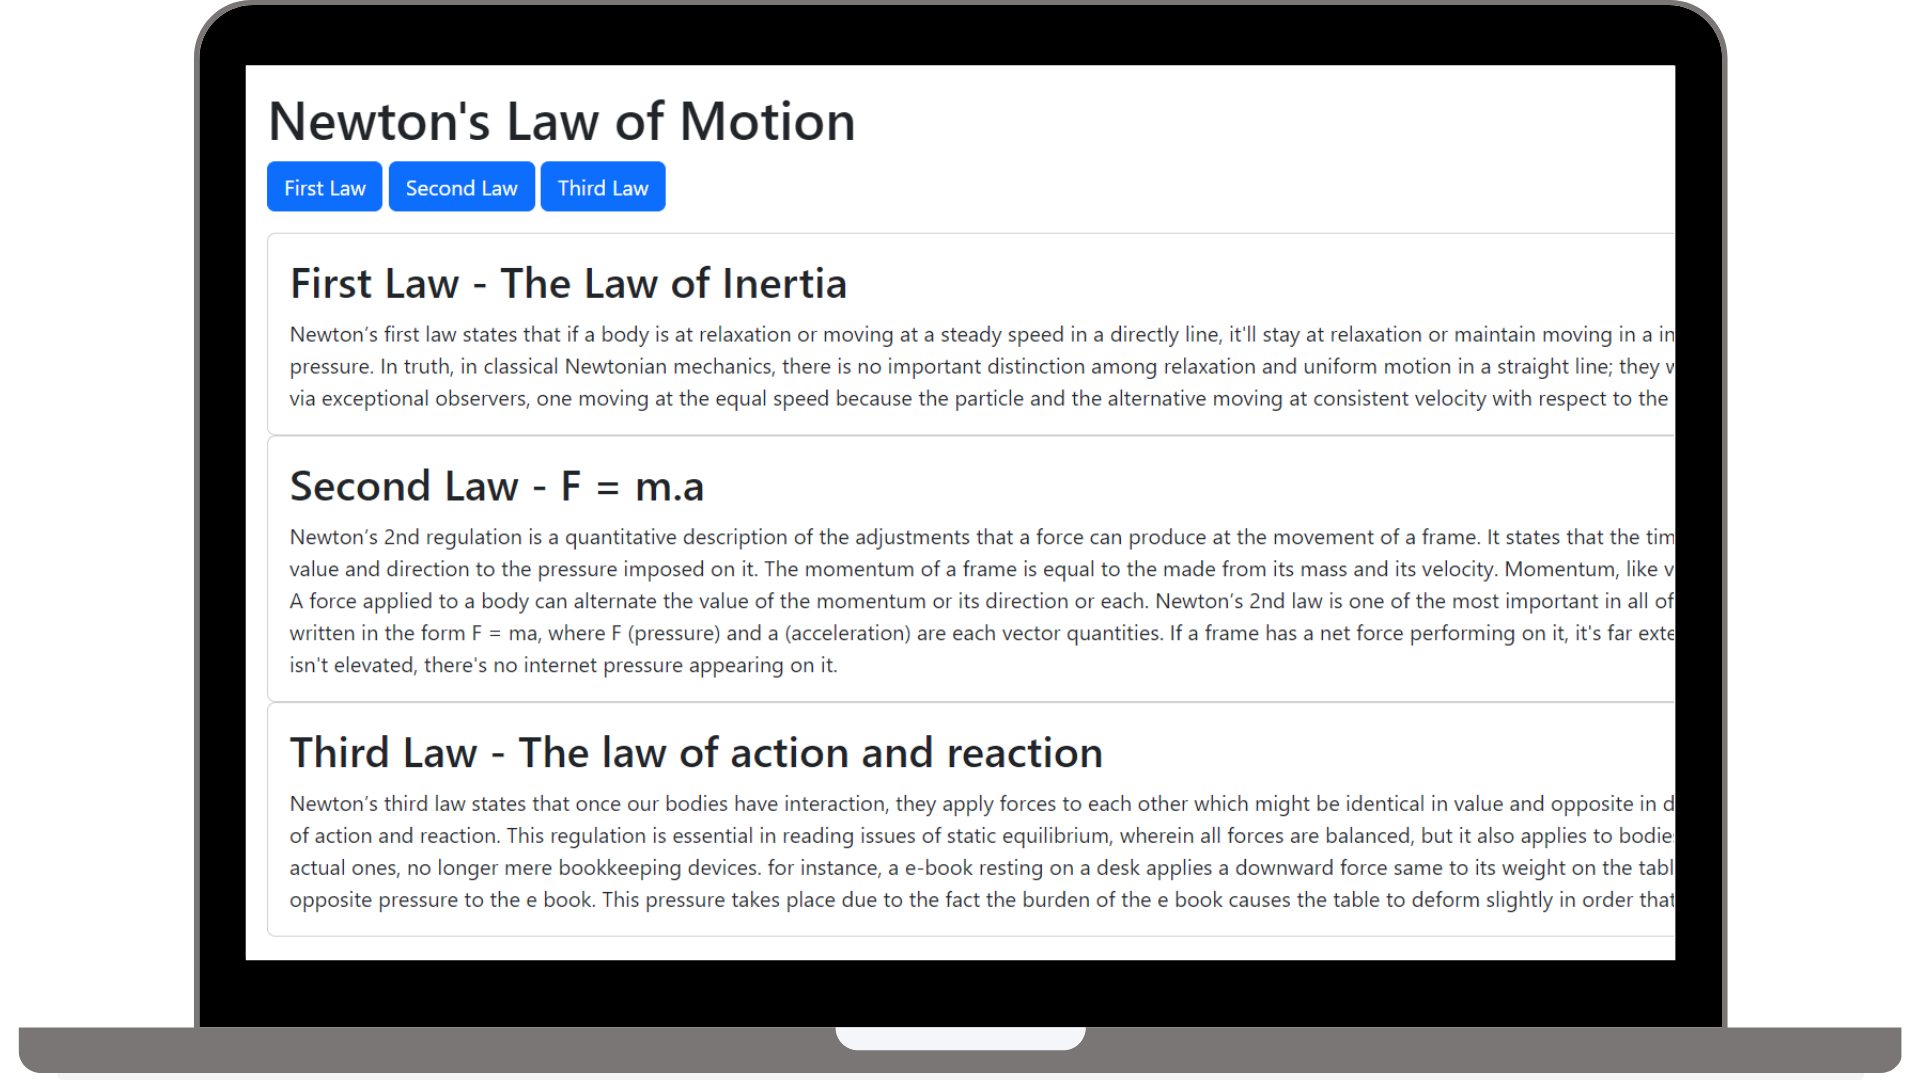 Newton's Law of Motion
First Law Second Law Third Law
First Law - The Law of Inertia
Newton’s first law states that if a body is at relaxation or moving at a steady speed in a directly line, it'll stay at relaxation or maintain moving in a in
pressure. In truth, in classical Newtonian mechanics, there is no important distinction among relaxation and uniform motion in a straight line; they
via exceptional observers, one moving at the equal speed because the particle and the alternative moving at consistent velocity with respect to the
Second Law - F = m.a
Newton’s 2nd regulation is a quantitative description of the adjustments that a force can produce at the movement of a frame. It states that the tim
value and direction to the pressure imposed on it. The momentum of a frame is equal to the made from its mass and its velocity. Momentum, like v
A force applied to a body can alternate the value of the momentum or its direction or each. Newton’s 2nd law is one of the most important in all of
written in the form F = ma, where F (pressure) and a (acceleration) are each vector quantities. If a frame has a net force performing on it, it's far exte
isn't elevated, there's no internet pressure appearing on it.
Third Law - The law of action and reaction
Newton’s third law states that once our bodies have interaction, they apply forces to each other which might be identical in value and opposite in d
of action and reaction. This regulation is essential in reading issues of static equilibrium, wherein all forces are balanced, but it also applies to bodie
actual ones, no longer mere bookkeeping devices. for instance, a e-book resting on a desk applies a downward force same to its weight on the tabl
opposite pressure to the e book. This pressure takes place due to the fact the burden of the e book causes the table to deform slightly in order that